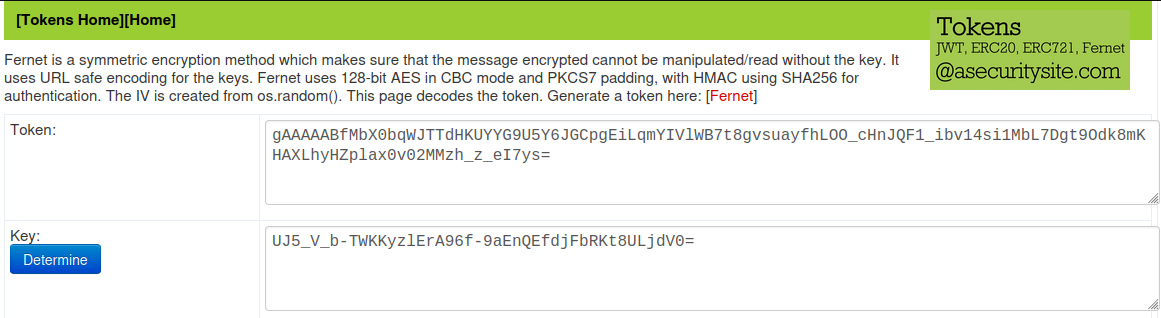 [Tokens Home][Home]
Tokens
JWT, ERC20, ERC721, Fernet
@asecuritysite.com
Fernet is a symmetric encryption method which makes sure that the message encrypted cannot be manipulated/read without the key. It
uses URL safe encoding for the keys. Fernet uses 128-bit AES in CBC mode and PKCS7 padding, with HMAC using SHA256 for
authentication. The IV is created from os.random(). This page decodes the token. Generate a token here: [Fernet]
Token:
gAAAAABfMbX0bqWJTTdHKUYYG9U5Y6JGCpgEiLqmYIVlWB7t8gvsuayfhLOO_cHnJQF1_ibv14si1MbL7Dgt9Odk8mK
HAXLhyHZplax0v02MMzh_z_eI7ys=
Key:
UJ5_V_b-TWKKyzlErA96f-9aEnQEfdjFbRKt8ULjdV0=
Determine